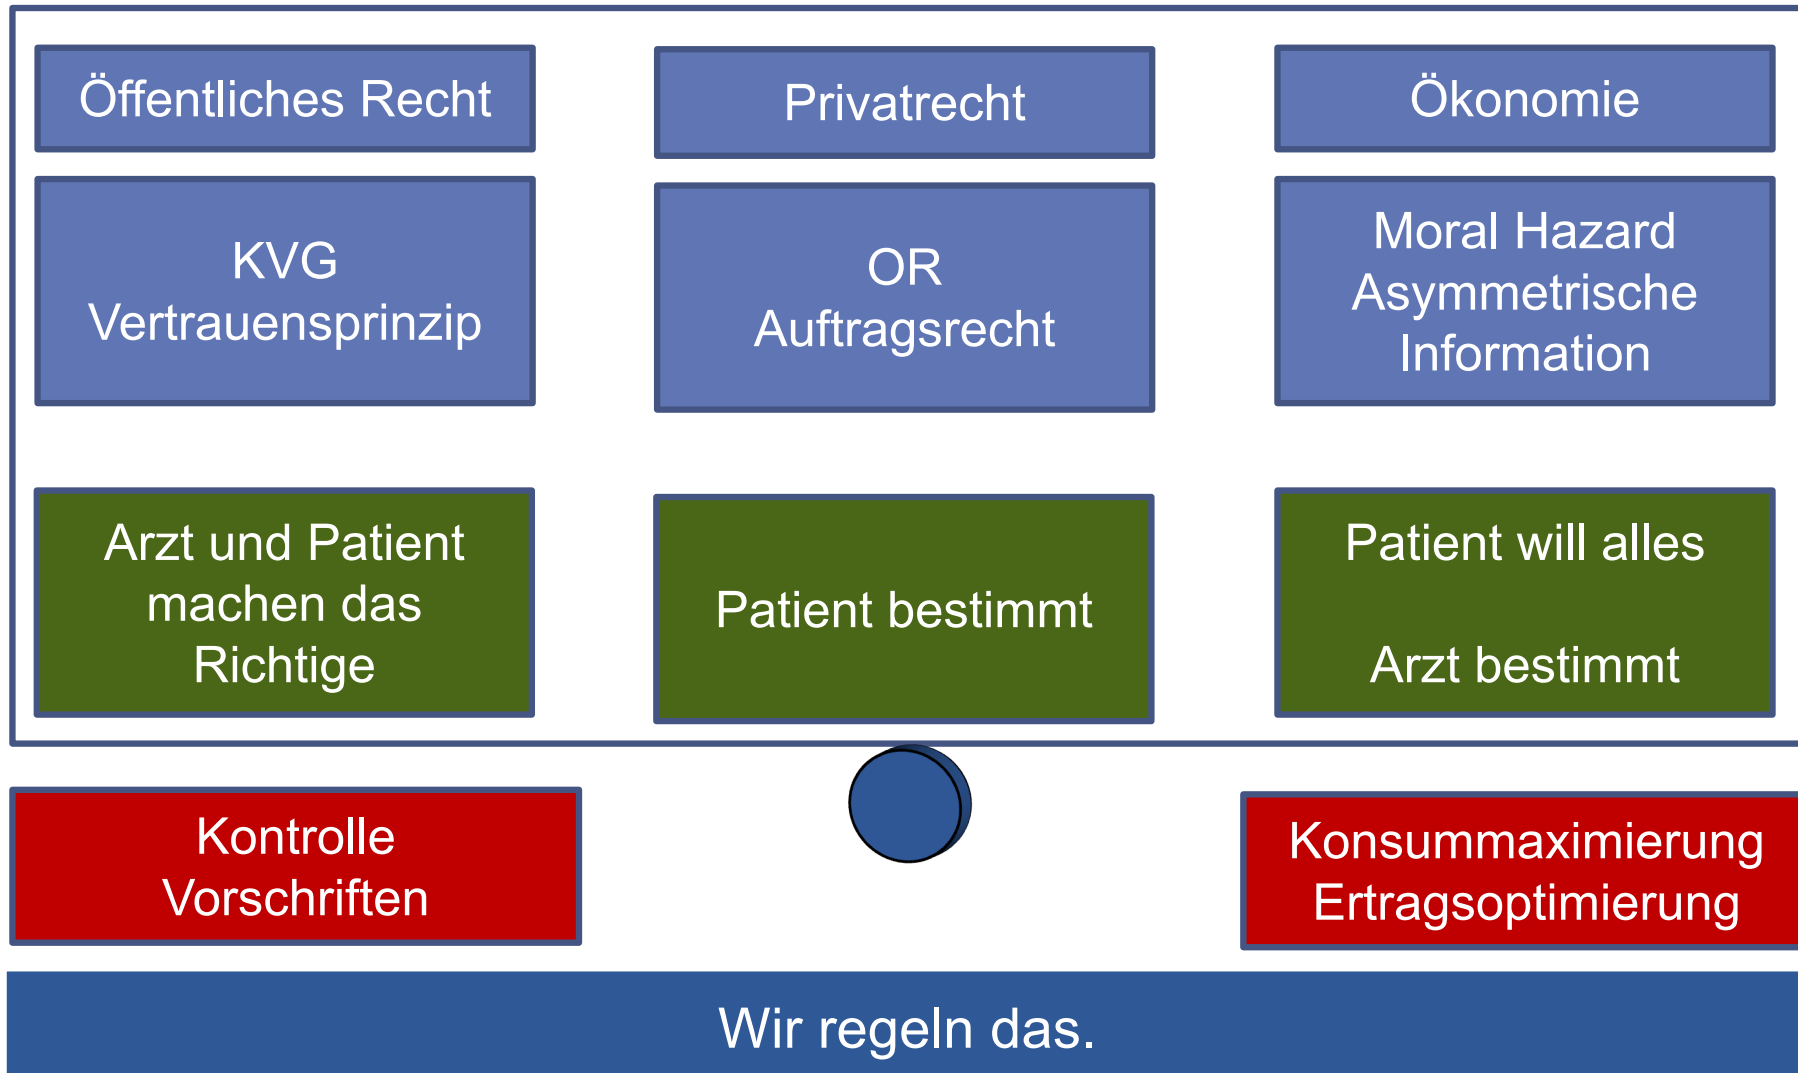 Öffentliches Recht
Privatrecht
Ökonomie
KVG
Vertrauensprinzip
OR
Auftragsrecht
Moral Hazard
Asymmetrische
Information
Arzt und Patient
machen das
Richtige
Patient bestimmt
Patient will alles
Arzt bestimmt
Kontrolle
Vorschriften
Konsummaximierung
Ertragsoptimierung
Wir regeln das.